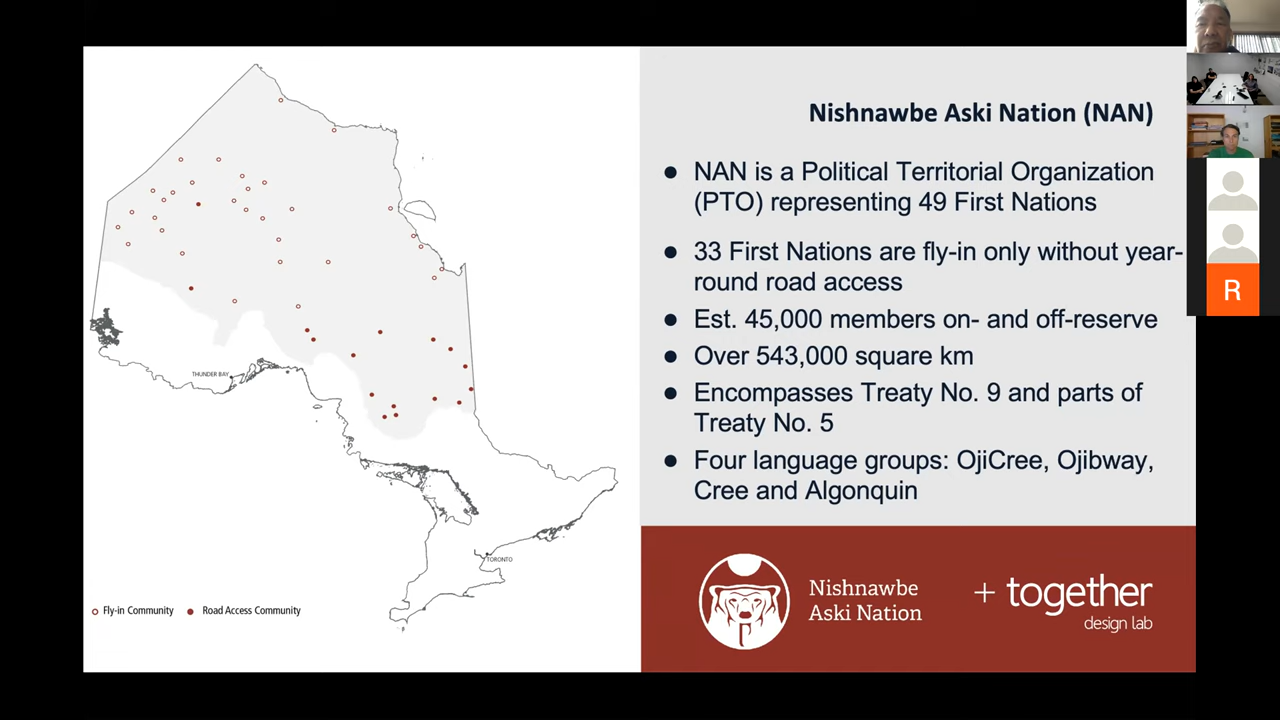 Nishnawbe Aski Nation (NAN)
● NAN is a Political Territorial Organization
(PTO) representing 49 First Nations
● 33 First Nations are fly-in only without year-
round road access
● Est. 45,000 members on- and off-reserve
● Over 543,000 square km
● Encompasses Treaty No. 9 and parts of
Treaty No. 5
● Four language groups: OjiCree, Ojibway,
Cree and Algonquin
THUNDER BAY
TORONTO
Fly-in Community
Road Access Community
Nishnawbe
Aski Nation
+ together
design lab
R